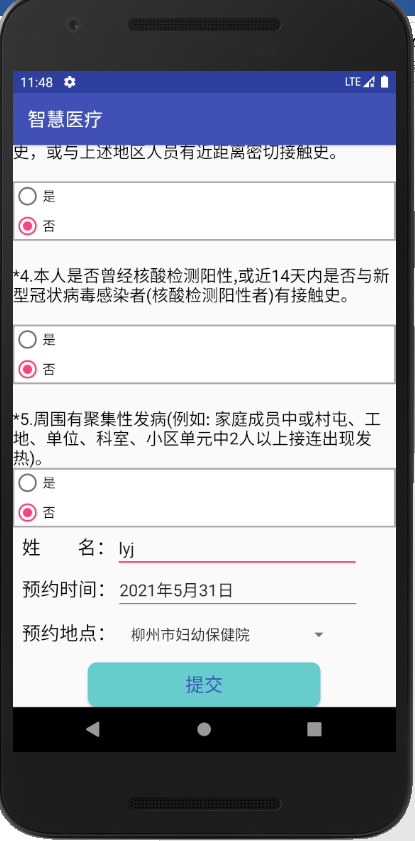 11:48
LTE
智慧医疗
史，或与上述地区人员有近距离密切接触史。
是
否
*4.本人是否曾经核酸检测阳性,或近14天内是否与新
型冠状病毒感染者(核酸检测阳性者)有接触史。
是
否
*5.周围有聚集性发病(例如: 家庭成员中或村屯、工
地、单位、科室、小区单元中2人以上接连出现发
热)。
是
否
姓 名： lyj
预约时间： 2021年5月31日
预约地点： 柳州市妇幼保健院
提交